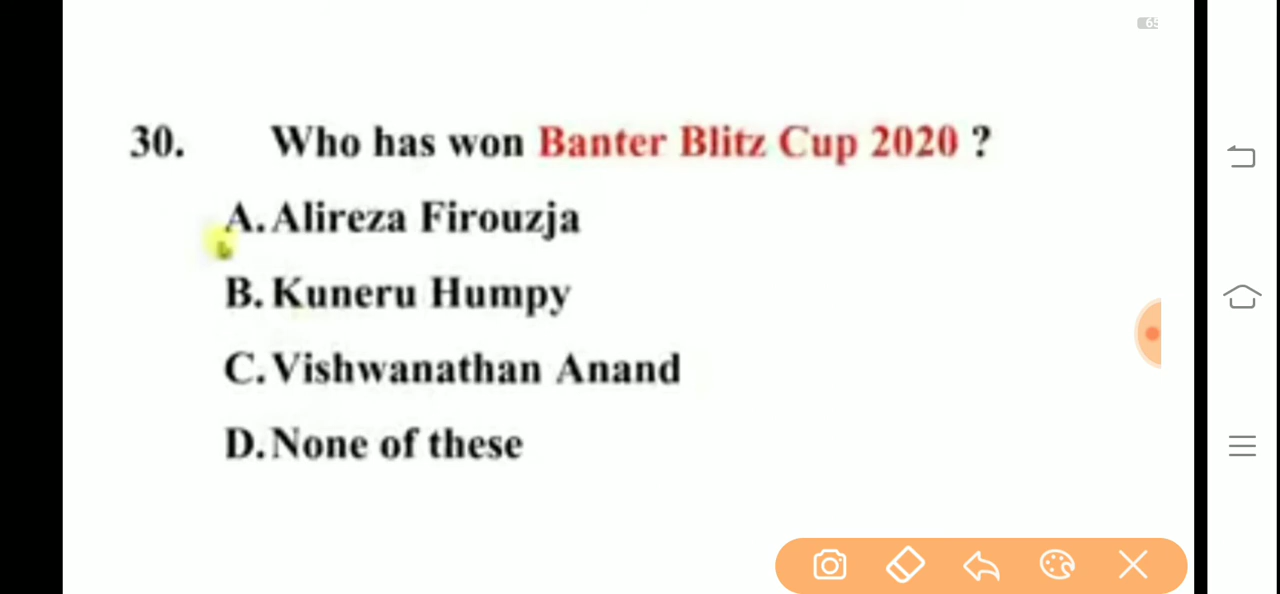 30. Who has won Banter Blitz Cup 2020 ?
A. Alireza Firouzja
B. Kuneru Humpy
C. Vishwanathan Anand
D. None of these